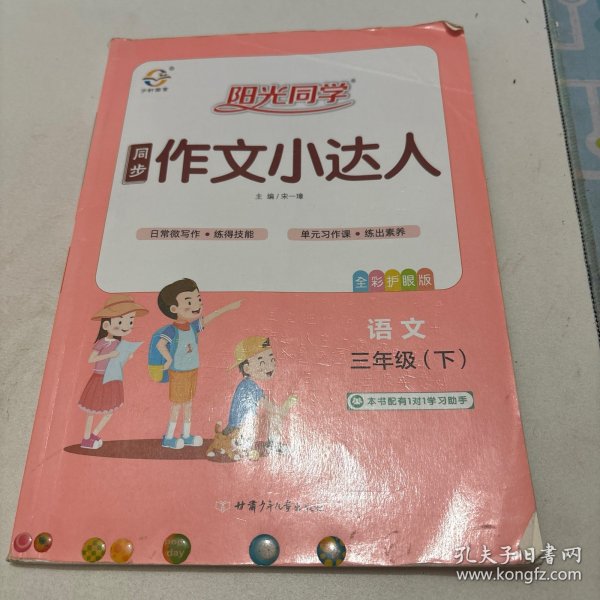 阳光同学
同步
作文小达人
主 编/宋一璋
日常微写作·练得技能
单元习作课·练出素养
全彩护眼版
语文
三年级(下)
本书配有1对1学习助手
甘肃少年儿童出版社
good day
孔夫子旧书网
www.kongfz.com